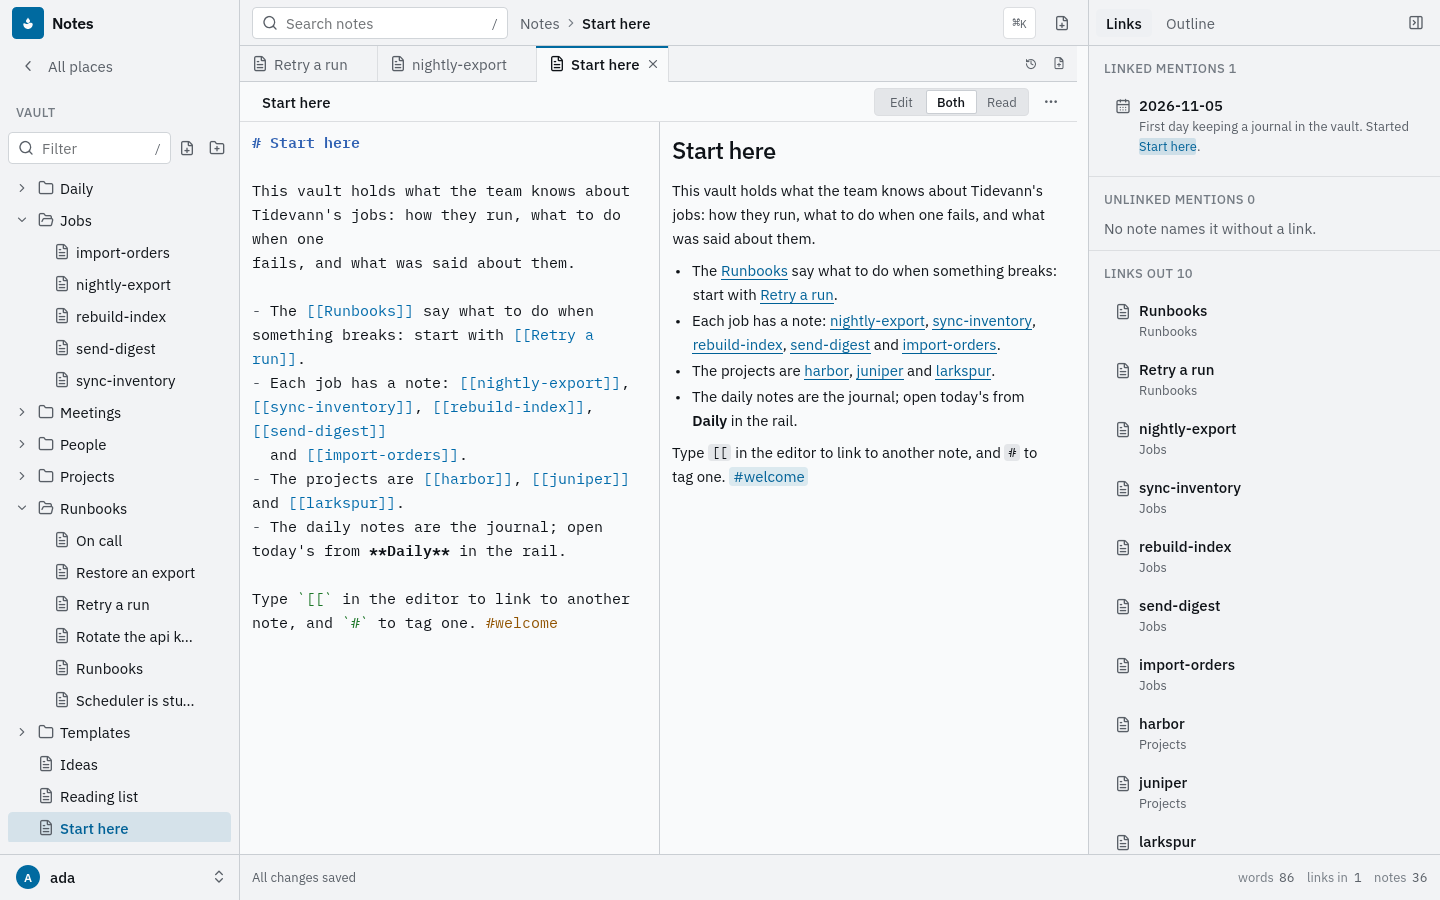 Notes
All places
VAULT
Filter /
Daily
Jobs
import-orders
nightly-export
rebuild-index
send-digest
sync-inventory
Meetings
People
Projects
Runbooks
On call
Restore an export
Retry a run
Rotate the api k...
Runbooks
Scheduler is stu...
Templates
Ideas
Reading list
Start here
A ada
Search notes /
Notes > Start here
⌘K
Retry a run
nightly-export
Start here ×
Start here
Edit Both Read
# Start here
This vault holds what the team knows about
Tidevann's jobs: how they run, what to do
when one
fails, and what was said about them.
- The [[Runbooks]] say what to do when
something breaks: start with [[Retry a
run]].
- Each job has a note: [[nightly-export]],
[[sync-inventory]], [[rebuild-index]],
[[send-digest]]
and [[import-orders]].
- The projects are [[harbor]], [[juniper]]
and [[larkspur]].
- The daily notes are the journal; open
today's from **Daily** in the rail.
Type `[[` in the editor to link to another
note, and `#` to tag one. #welcome
Start here
This vault holds what the team knows about Tidevann's
jobs: how they run, what to do when one fails, and what
was said about them.
• The Runbooks say what to do when something breaks:
start with Retry a run.
• Each job has a note: nightly-export, sync-inventory,
rebuild-index, send-digest and import-orders.
• The projects are harbor, juniper and larkspur.
• The daily notes are the journal; open today's from
Daily in the rail.
Type [[ in the editor to link to another note, and # to
tag one. #welcome
All changes saved
Links Outline
LINKED MENTIONS 1
2026-11-05
First day keeping a journal in the vault. Started
Start here.
UNLINKED MENTIONS 0
No note names it without a link.
LINKS OUT 10
Runbooks
Runbooks
Retry a run
Runbooks
nightly-export
Jobs
sync-inventory
Jobs
rebuild-index
Jobs
send-digest
Jobs
import-orders
Jobs
harbor
Projects
juniper
Projects
larkspur
words 86 links in 1 notes 36